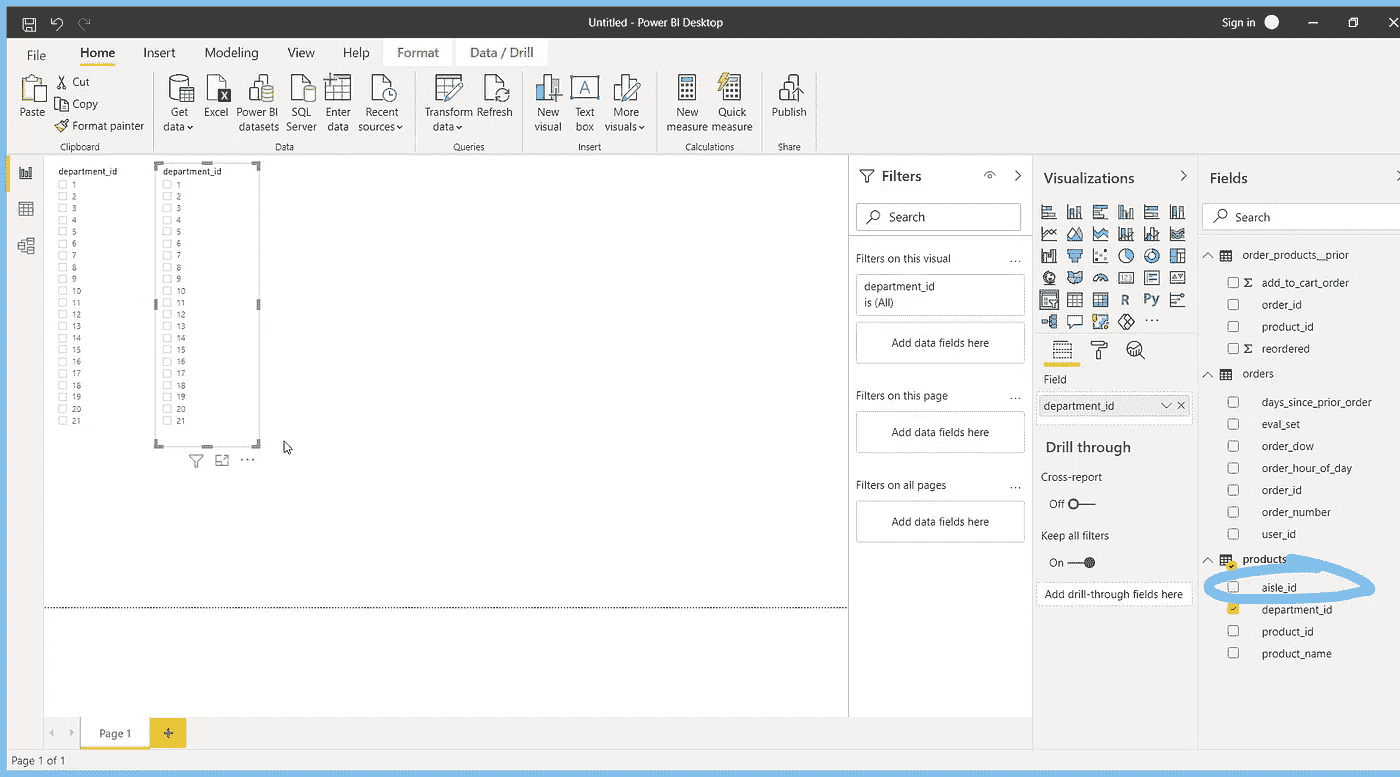 Untitled - Power BI Desktop
Sign in
File Home Insert Modeling View Help Format Data / Drill
Paste
Cut
Copy
Format painter
Clipboard
Get data
Excel
Power BI datasets
SQL Server
Enter data
Recent sources
Data
Transform data
Refresh
Queries
New visual
A
Text box
More visuals
Insert
New measure
Quick measure
Calculations
Publish
Share
department_id
1
2
3
4
5
6
7
8
9
10
11
12
13
14
15
16
17
18
19
20
21
department_id
1
2
3
4
5
6
7
8
9
10
11
12
13
14
15
16
17
18
19
20
21
Filters
Search
Filters on this visual
...
department_id
is (All)
Add data fields here
Filters on this page
...
Add data fields here
Filters on all pages
...
Add data fields here
Visualizations
123
R
Py
...
Field
department_id
Drill through
Cross-report
Off
Keep all filters
On
Add drill-through fields here
Fields
Search
order_products__prior
Σ add_to_cart_order
order_id
product_id
Σ reordered
orders
days_since_prior_order
eval_set
order_dow
order_hour_of_day
order_id
order_number
user_id
products
aisle_id
department_id
product_id
product_name
Page 1
Page 1 of 1